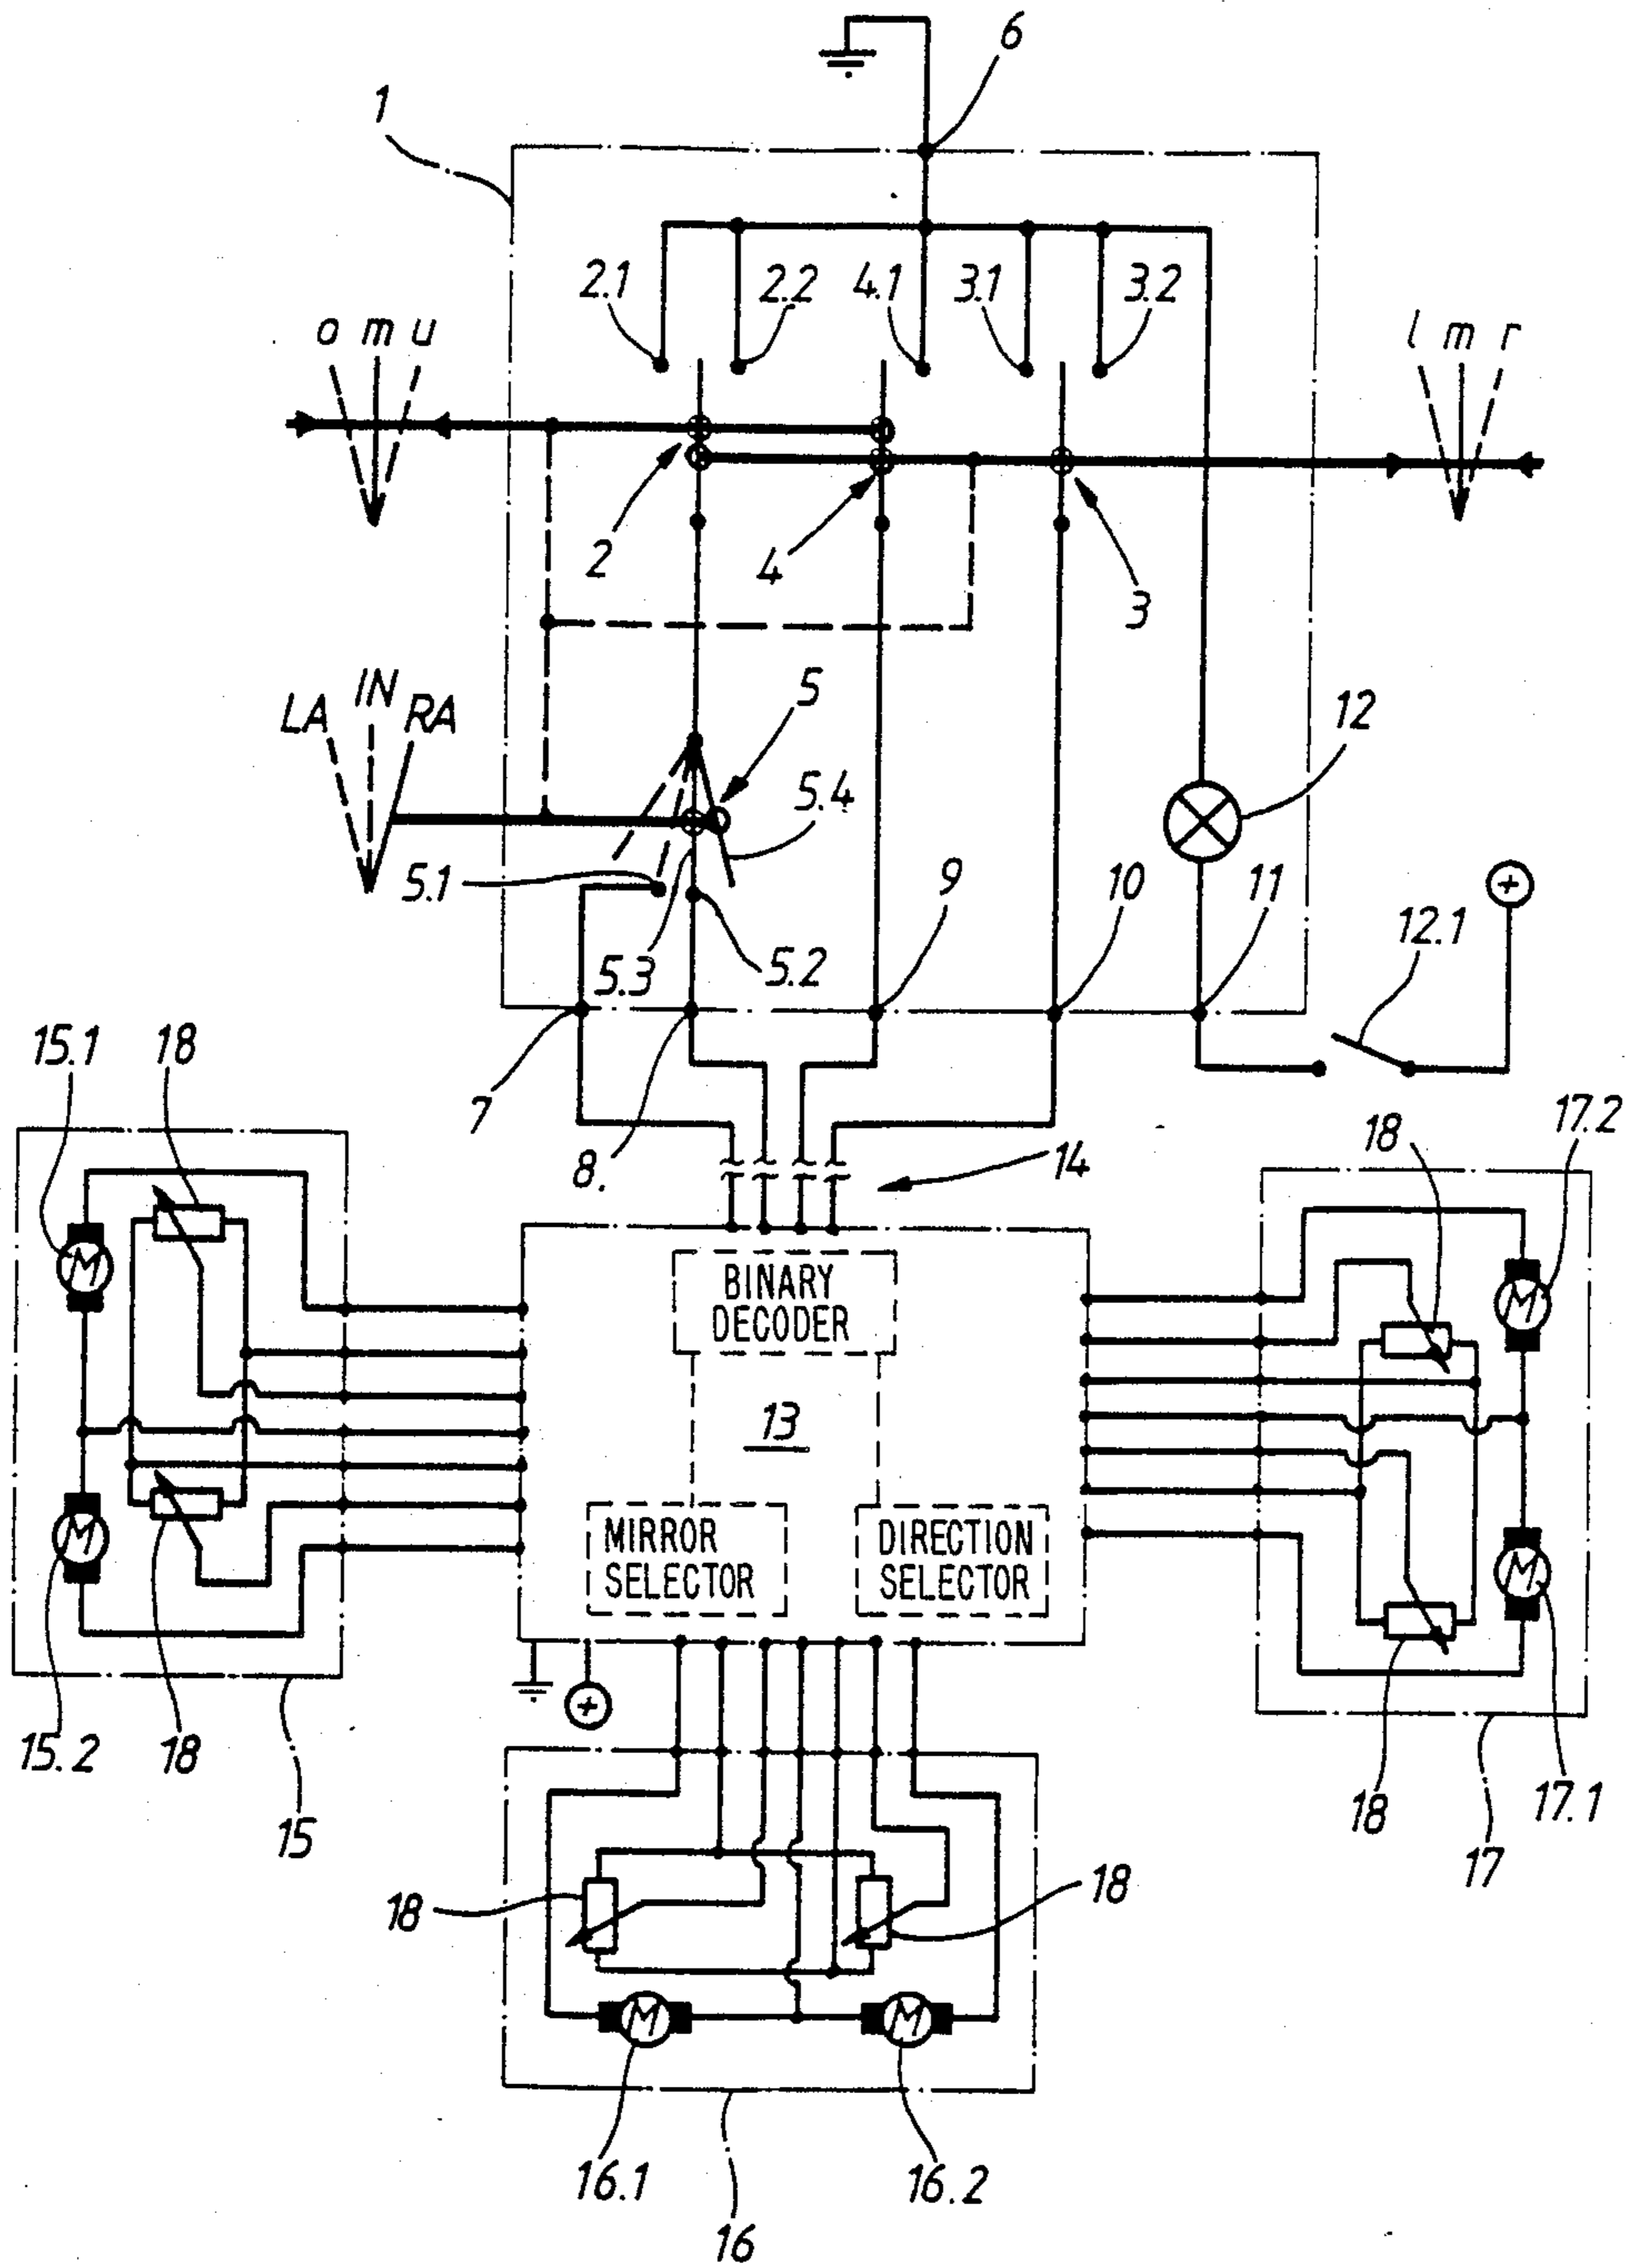 6
1
2.1
2.2
4.1
3.1
3.2
o m u
l m r
2
4
3
LA IN RA
5
5.4
12
5.1
5.3
5.2
9
10
11
12.1
+
15.1
18
7
8.
14
18
17.2
M
BINARY
DECODER
M
13
M
MIRROR
SELECTOR
DIRECTION
SELECTOR
M
15.2
18
+
18
17.1
15
17
18
18
M
M
16.1
16.2
16